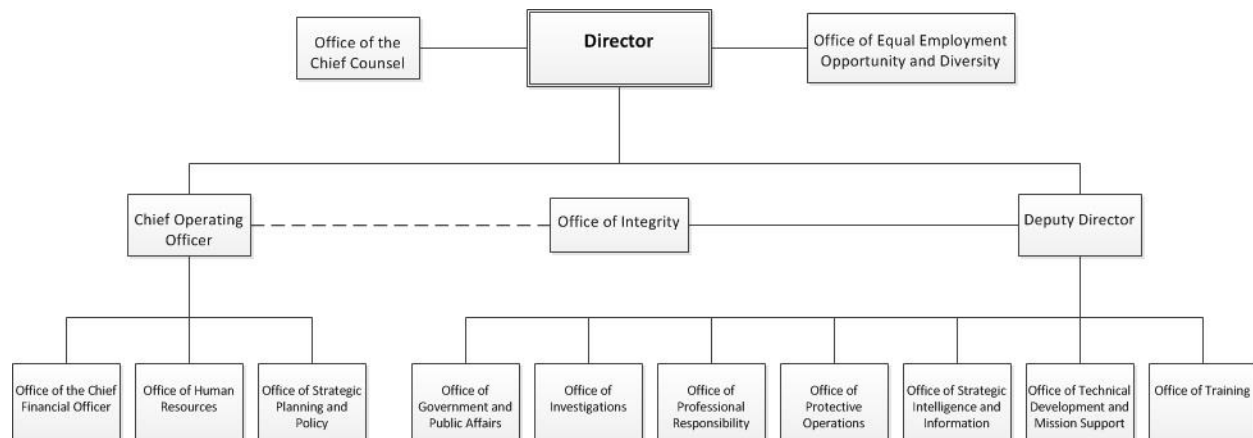 Office of the
Chief Counsel
Director
Office of Equal Employment
Opportunity and Diversity
Chief Operating
Officer
Office of Integrity
Deputy Director
Office of the Chief
Financial Officer
Office of Human
Resources
Office of Strategic
Planning and
Policy
Office of
Government and
Public Affairs
Office of
Investigations
Office of
Professional
Responsibility
Office of
Protective
Operations
Office of Strategic
Intelligence and
Information
Office of Technical
Development and
Mission Support
Office of Training